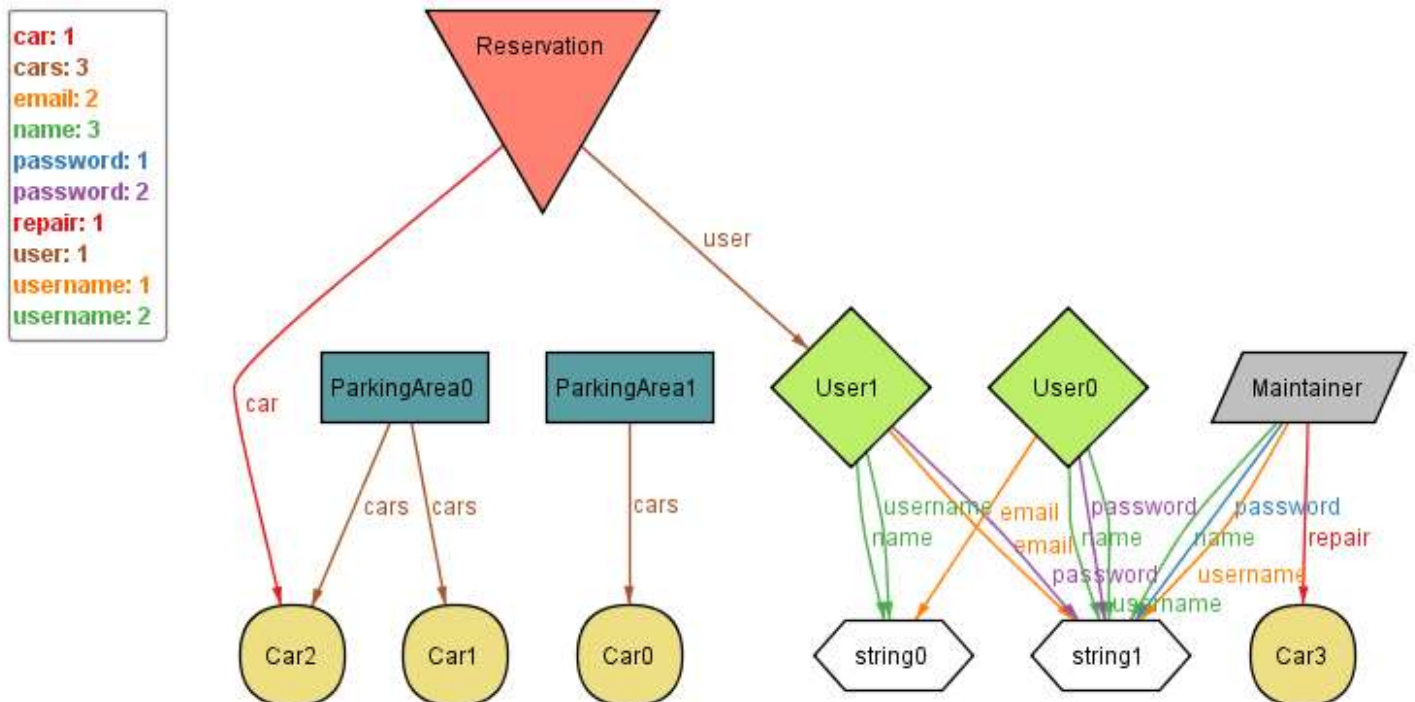 car: 1
cars: 3
email: 2
name: 3
password: 1
password: 2
repair: 1
user: 1
username: 1
username: 2
Reservation
user
ParkingArea0
ParkingArea1
User1
User0
Maintainer
car
cars
cars
cars
username
email
password
password
name
email
name
name
repair
password
username
username
Car2
Car1
Car0
string0
string1
Car3